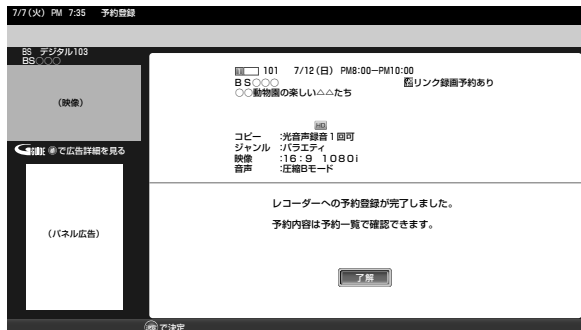 7/7(火) PM 7:35 予約登録
BS デジタル103
BS○○○
(映像)
GUIDE で広告詳細を見る
(パネル広告)
101 7/12(日) PM8:00−PM10:00
BS○○○ リンク録画予約あり
○○動物園の楽しい△△たち
HD
コピー :光音声録音1回可
ジャンル :バラエティ
映像 :16:9 1080i
音声 :圧縮Bモード
レコーダーへの予約登録が完了しました。
予約内容は予約一覧で確認できます。
了解
で決定